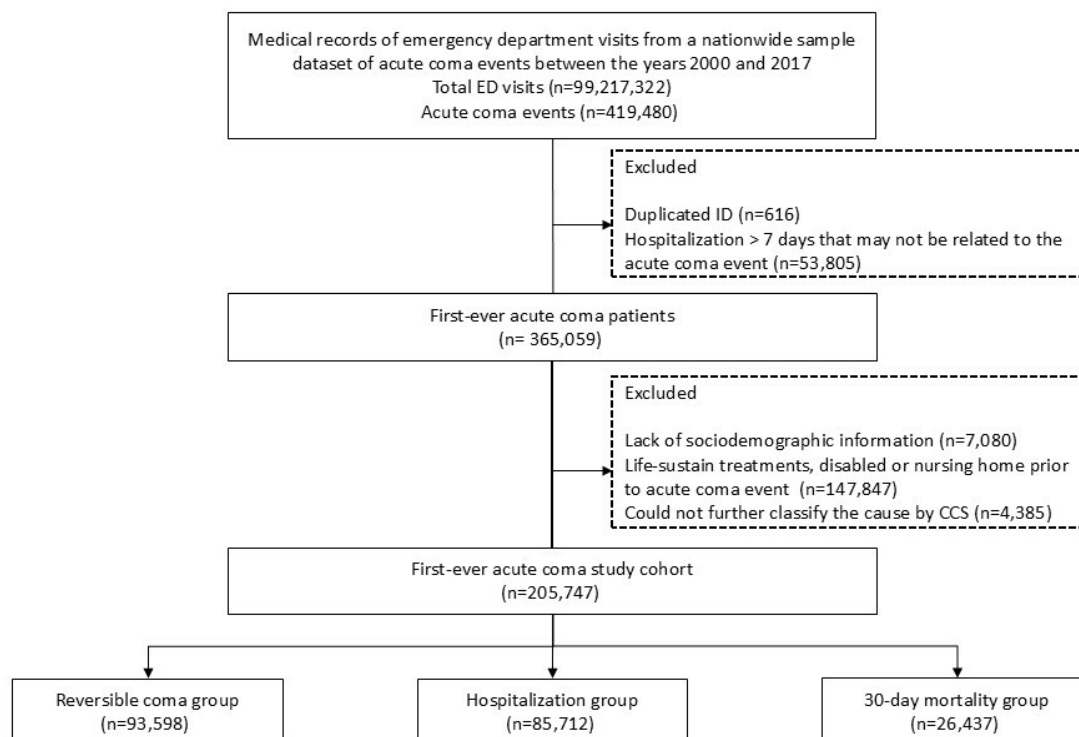 Medical records of emergency department visits from a nationwide sample
dataset of acute coma events between the years 2000 and 2017
Total ED visits (n=99,217,322)
Acute coma events (n=419,480)
Excluded
Duplicated ID (n=616)
Hospitalization > 7 days that may not be related to the
acute coma event (n=53,805)
First-ever acute coma patients
(n= 365,059)
Excluded
Lack of sociodemographic information (n=7,080)
Life-sustain treatments, disabled or nursing home prior
to acute coma event (n=147,847)
Could not further classify the cause by CCS (n=4,385)
First-ever acute coma study cohort
(n=205,747)
Reversible coma group
(n=93,598)
Hospitalization group
(n=85,712)
30-day mortality group
(n=26,437)